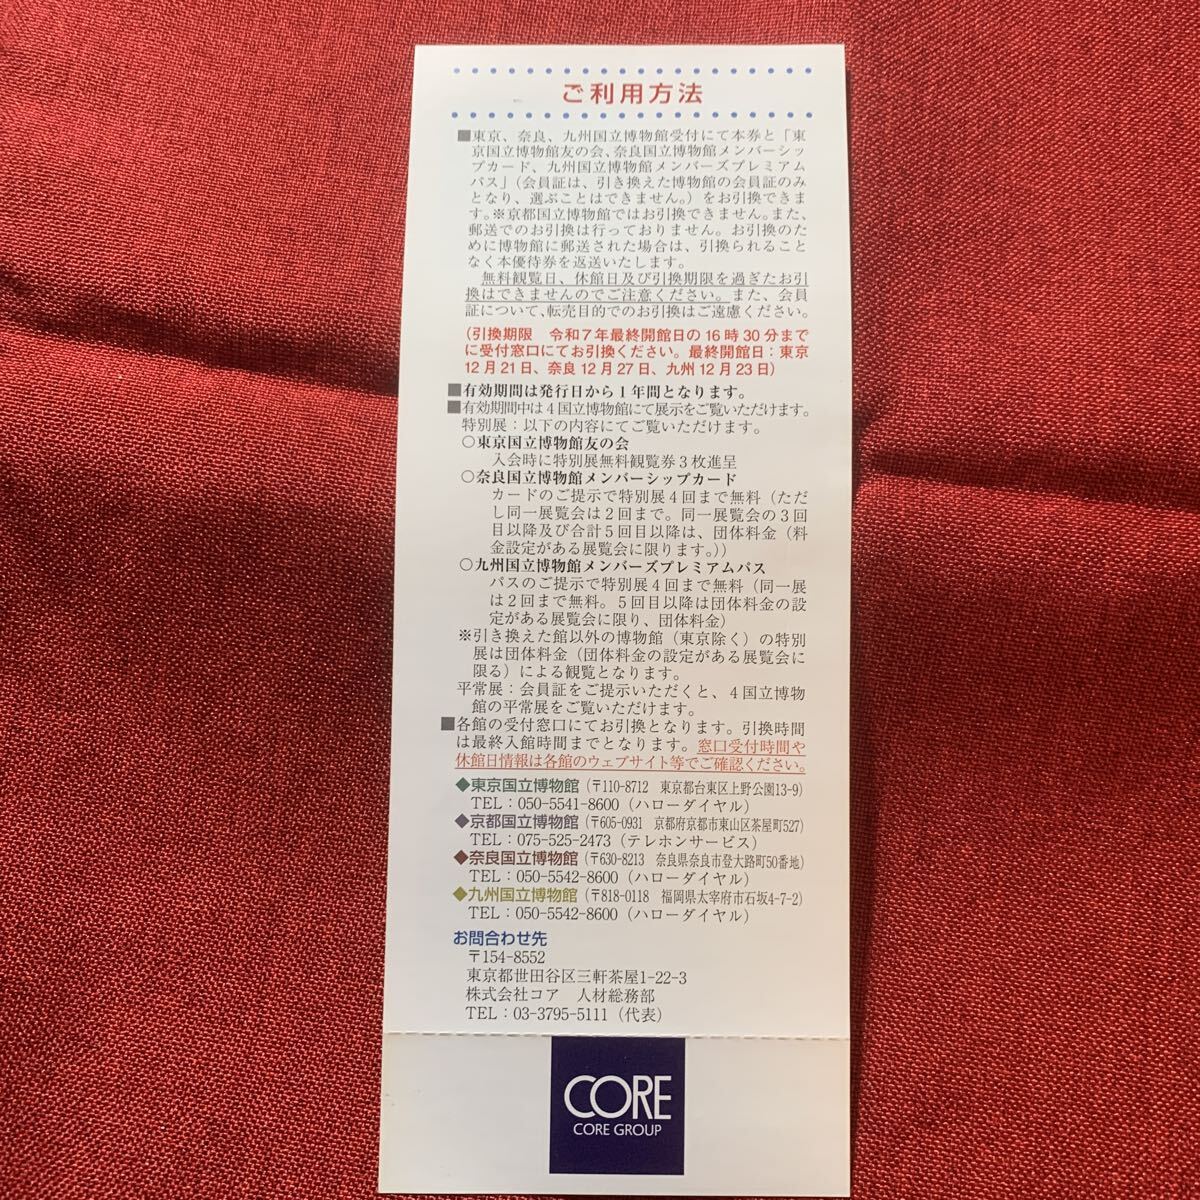 ご利用方法
■東京、奈良、九州国立博物館受付にて本券と「東
京国立博物館友の会、奈良国立博物館メンバーシッ
プカード、九州国立博物館メンバーズプレミアム
パス」（会員証は、引き換えた博物館の会員証のみ
となり、選ぶことはできません。）をお引換できま
す。※京都国立博物館ではお引換できません。また、
郵送でのお引換は行っておりません。お引換のた
めに博物館に郵送された場合は、引換られること
なく本優待券を返送いたします。
無料観覧日、休館日及び引換期限を過ぎたお引
換はできませんのでご注意ください。また、会員
証について、転売目的でのお引換はご遠慮ください。
（引換期限　令和7年最終開館日の16時30分まで
に受付窓口にてお引換ください。最終開館日：東京
12月21日、奈良12月27日、九州12月23日）
■有効期間は発行日から1年間となります。
■有効期間中は4国立博物館にて展示をご覧いただけます。
特別展：以下の内容にてご覧いただけます。
○東京国立博物館友の会
入会時に特別展無料観覧券3枚進呈
○奈良国立博物館メンバーシップカード
カードのご提示で特別展4回まで無料（ただ
し同一展覧会は2回まで。同一展覧会の3回
目以降及び合計5回目以降は、団体料金（料
金設定がある展覧会に限ります。））
○九州国立博物館メンバーズプレミアムパス
パスのご提示で特別展4回まで無料（同一展
は2回まで無料。5回目以降は団体料金の設
定がある展覧会に限り、団体料金）
※引き換えた館以外の博物館（東京除く）の特別
展は団体料金（団体料金の設定がある展覧会に
限る）による観覧となります。
平常展：会員証をご提示いただくと、4国立博物
館の平常展をご覧いただけます。
■各館の受付窓口にてお引換となります。引換時間
は最終入館時間までとなります。窓口受付時間や
休館日情報は各館のウェブサイト等でご確認ください。
◆東京国立博物館（〒110-8712　東京都台東区上野公園13-9）
TEL：050-5541-8600（ハローダイヤル）
◆京都国立博物館（〒605-0931　京都府京都市東山区茶屋町527）
TEL：075-525-2473（テレホンサービス）
◆奈良国立博物館（〒630-8213　奈良県奈良市登大路町50番地）
TEL：050-5542-8600（ハローダイヤル）
◆九州国立博物館（〒818-0118　福岡県太宰府市石坂4-7-2）
TEL：050-5542-8600（ハローダイヤル）
お問合わせ先
〒154-8552
東京都世田谷区三軒茶屋1-22-3
株式会社コア　人材総務部
TEL：03-3795-5111（代表）
CORE
CORE GROUP